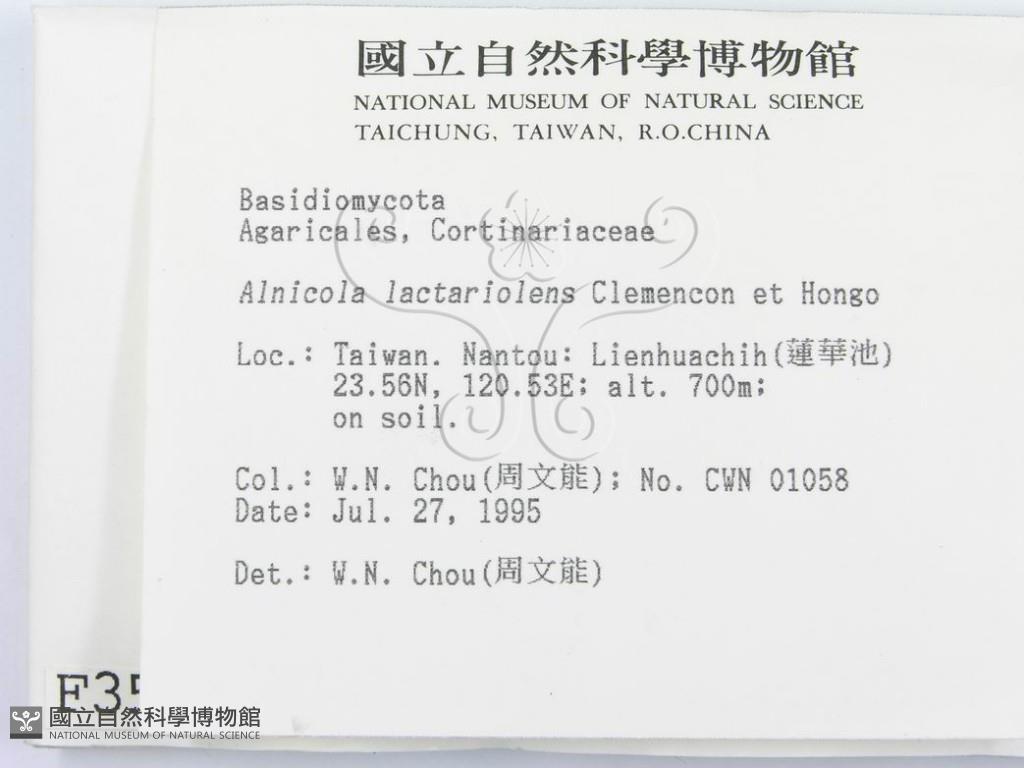 國立自然科學博物館
NATIONAL MUSEUM OF NATURAL SCIENCE
TAICHUNG, TAIWAN, R.O.CHINA
Basidiomycota
Agaricales, Cortinariaceae
Alnicola lactariolens Clemencon et Hongo
Loc.: Taiwan. Nantou: Lienhuachih(蓮華池)
23.56N, 120.53E; alt. 700m;
on soil.
Col.: W.N. Chou(周文能); No. CWN 01058
Date: Jul. 27, 1995
Det.: W.N. Chou(周文能)
國立自然科學博物館
NATIONAL MUSEUM OF NATURAL SCIENCE